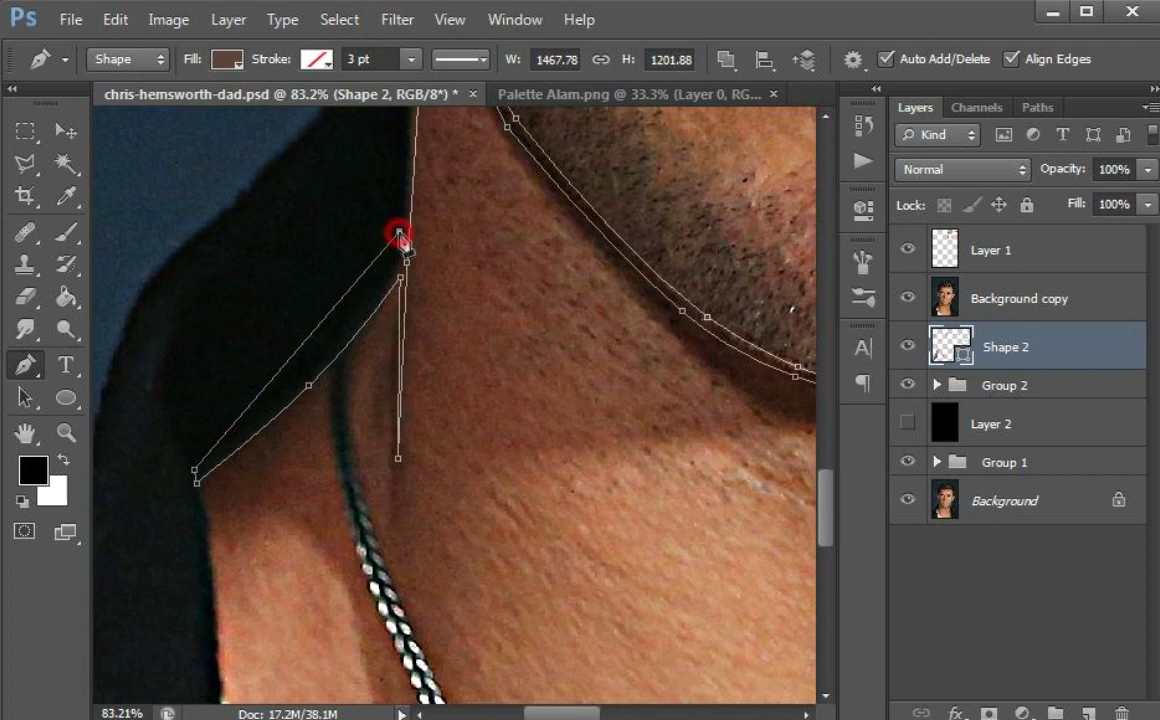 Ps File Edit Image Layer Type Select Filter View Window Help
Shape Fill: Stroke: 3 pt W: 1467.78 H: 1201.88 Auto Add/Delete Align Edges
chris-hemsworth-dad.psd @ 83.2% (Shape 2, RGB/8*) * × Palette Alam.png @ 33.3% (Layer 0, RG... ×
Layers Channels Paths
Kind
Normal Opacity: 100%
Lock: Fill: 100%
Layer 1
Background copy
Shape 2
Group 2
Layer 2
Group 1
Background
83.21% Doc: 17.2M/38.1M